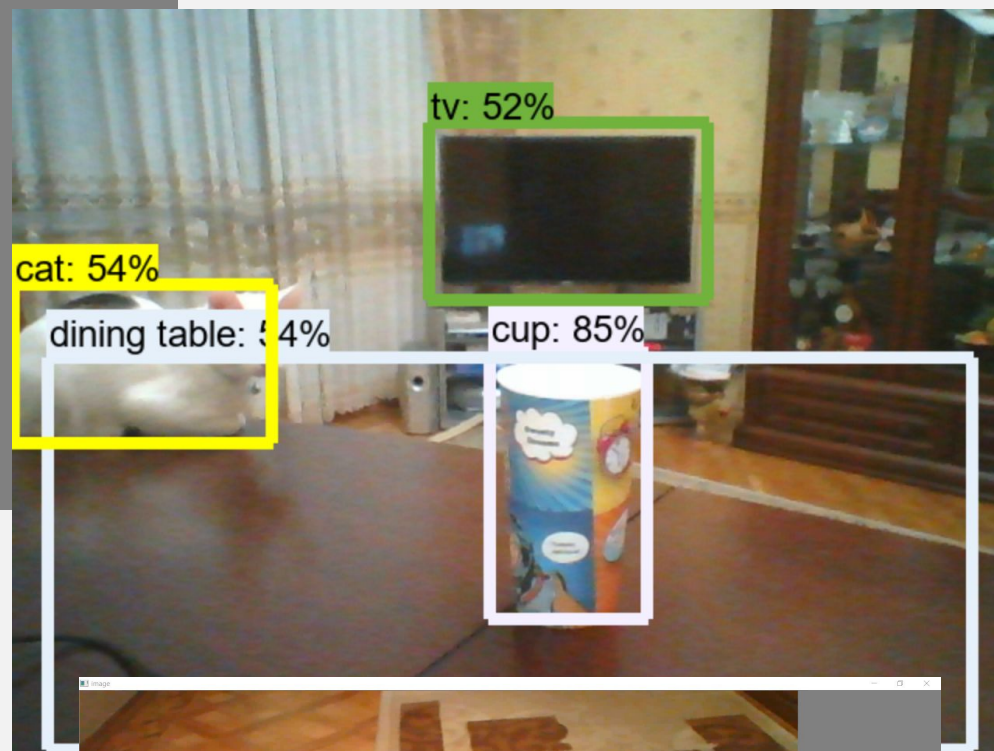 tv: 52%
cat: 54%
dining table: 54%
cup: 85%
image